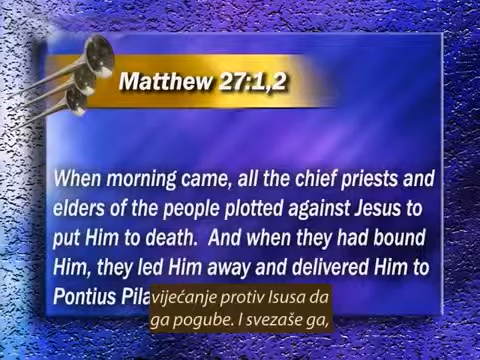 Matthew 27:1,2
When morning came, all the chief priests and
elders of the people plotted against Jesus to
put Him to death. And when they had bound
Him, they led Him away and delivered Him to
Pontius
vijećanje protiv Isusa da
ga pogube. I svezaše ga,